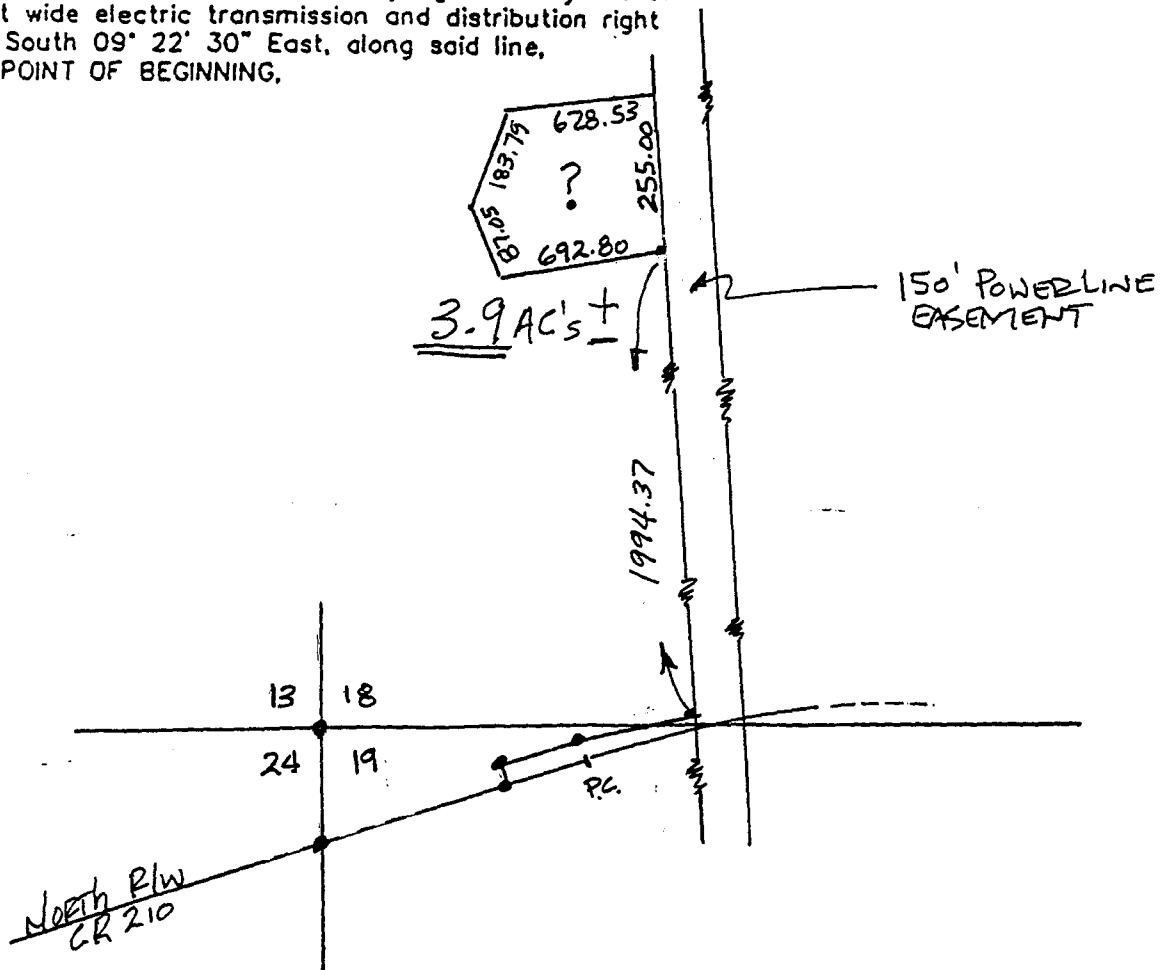 t wide electric transmission and distribution right
South 09° 22' 30" East, along said line,
POINT OF BEGINNING,
628.53
183.79
255.00
?
87.05
692.80
3.9 AC's ±
150' POWERLINE
EASEMENT
1994.37
13 18
24 19
P.C.
NORTH R/W
CR 210